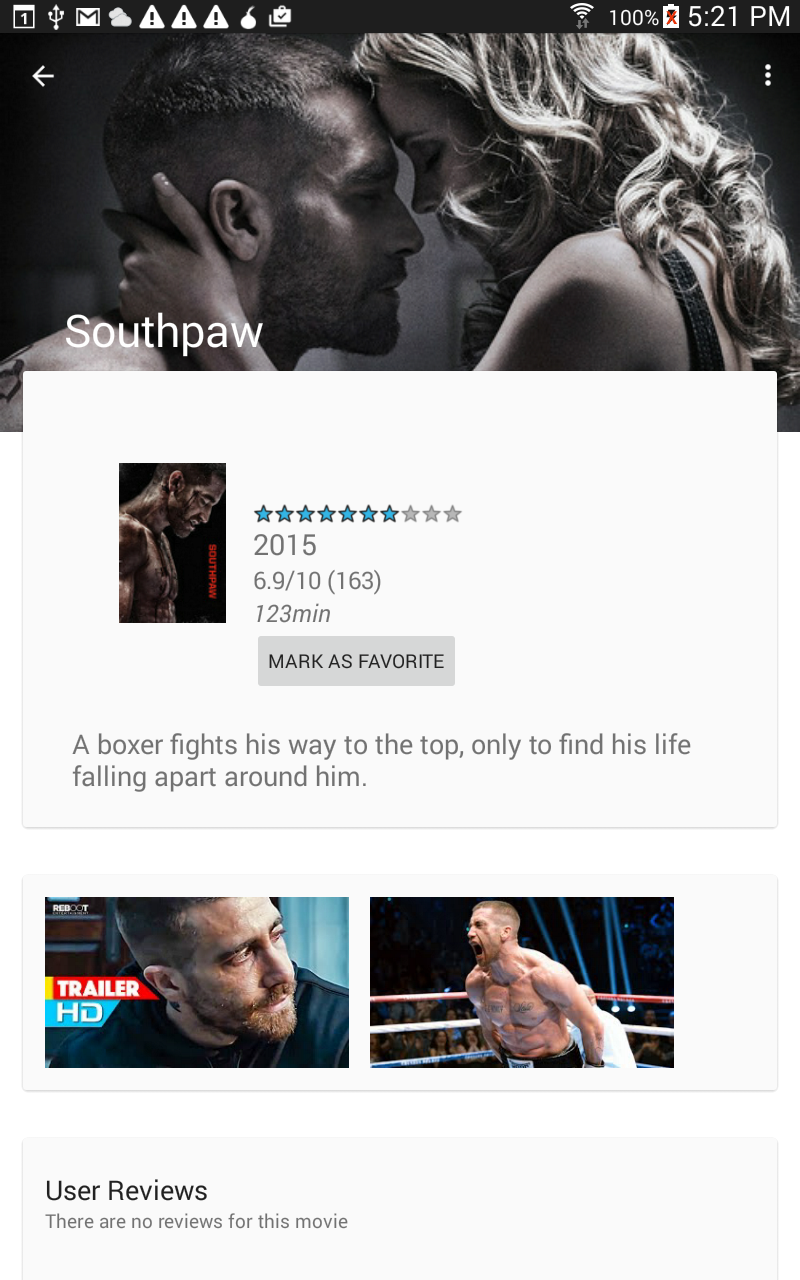 1
100%
5:21 PM
Southpaw
SOUTHPAW
2015
6.9/10 (163)
123min
MARK AS FAVORITE
A boxer fights his way to the top, only to find his life
falling apart around him.
REBOOT
ENTERTAINMENT
TRAILER
HD
User Reviews
There are no reviews for this movie